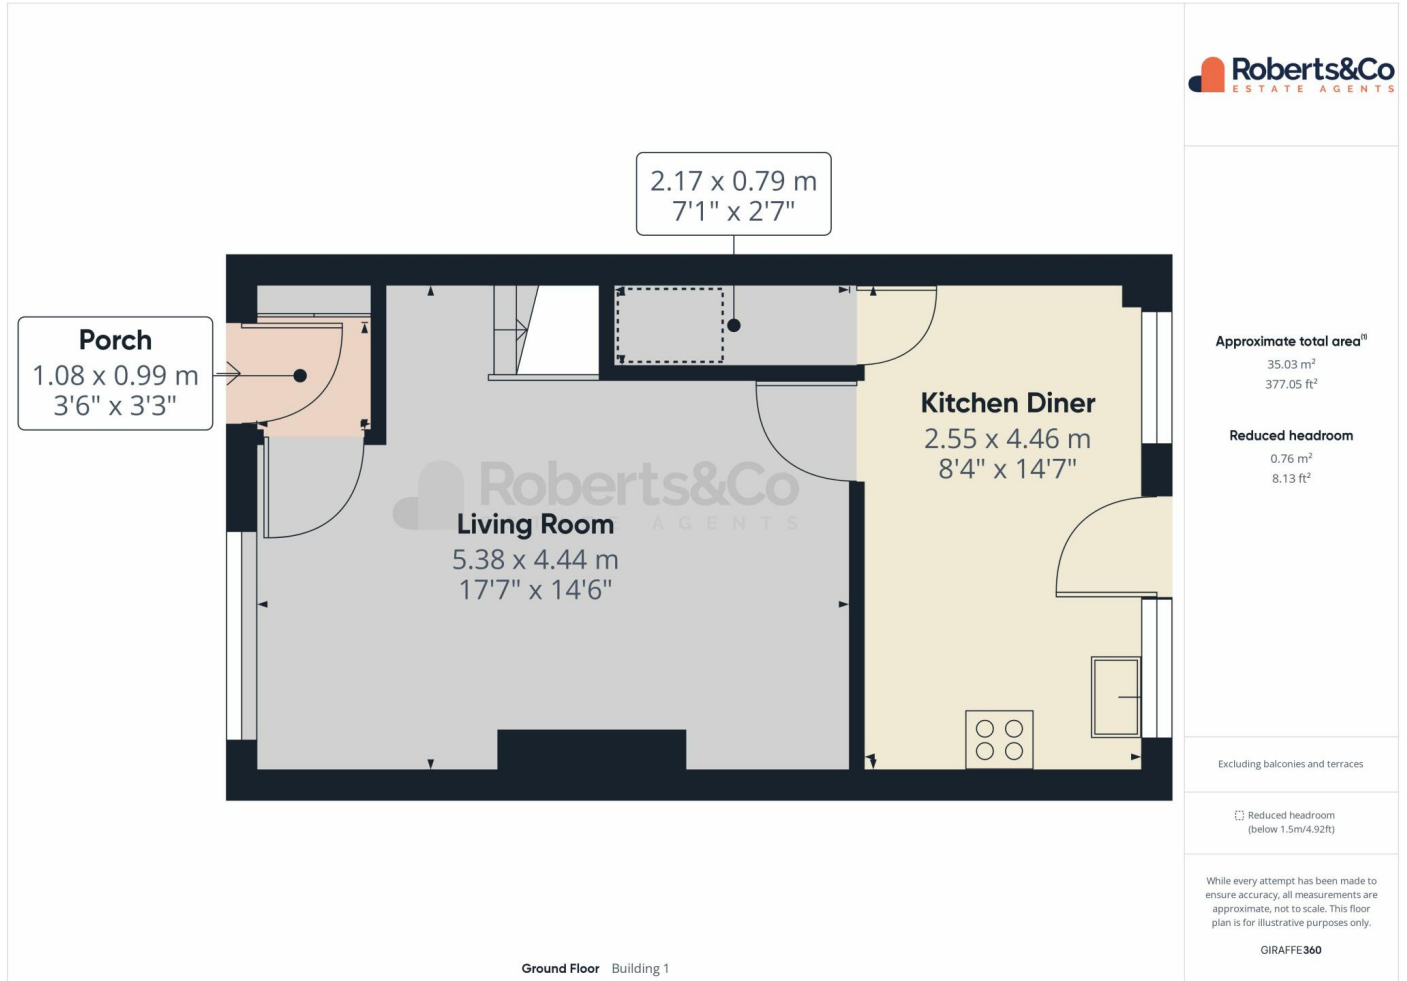 Roberts&Co
ESTATE AGENTS
2.17 x 0.79 m
7'1" x 2'7"
Porch
1.08 x 0.99 m
3'6" x 3'3"
Kitchen Diner
2.55 x 4.46 m
8'4" x 14'7"
Roberts&Co
ESTATE AGENTS
Living Room
5.38 x 4.44 m
17'7" x 14'6"
Approximate total area(1)
35.03 m²
377.05 ft²
Reduced headroom
0.76 m²
8.13 ft²
Excluding balconies and terraces
Reduced headroom
(below 1.5m/4.92ft)
While every attempt has been made to
ensure accuracy, all measurements are
approximate, not to scale. This floor
plan is for illustrative purposes only.
GIRAFFE360
Ground Floor Building 1